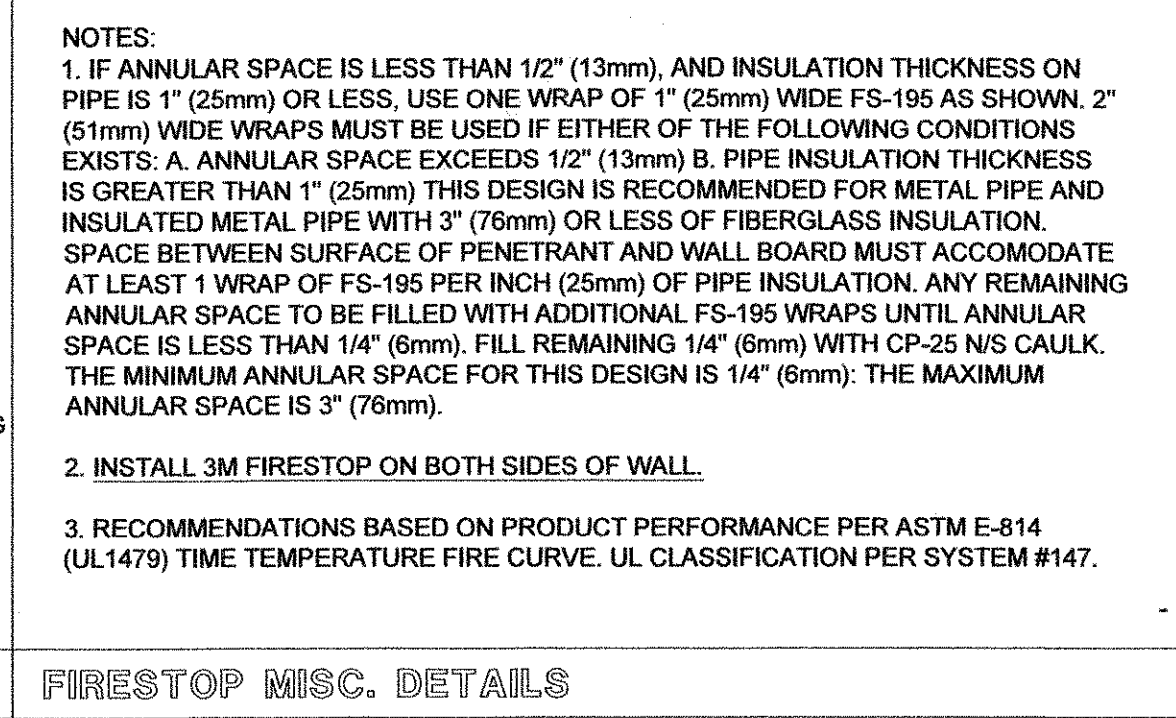 NOTES:
1. IF ANNULAR SPACE IS LESS THAN 1/2" (13mm), AND INSULATION THICKNESS ON
PIPE IS 1" (25mm) OR LESS, USE ONE WRAP OF 1" (25mm) WIDE FS-195 AS SHOWN. 2"
(51mm) WIDE WRAPS MUST BE USED IF EITHER OF THE FOLLOWING CONDITIONS
EXISTS: A. ANNULAR SPACE EXCEEDS 1/2" (13mm) B. PIPE INSULATION THICKNESS
IS GREATER THAN 1" (25mm) THIS DESIGN IS RECOMMENDED FOR METAL PIPE AND
INSULATED METAL PIPE WITH 3" (76mm) OR LESS OF FIBERGLASS INSULATION.
SPACE BETWEEN SURFACE OF PENETRANT AND WALL BOARD MUST ACCOMODATE
AT LEAST 1 WRAP OF FS-195 PER INCH (25mm) OF PIPE INSULATION. ANY REMAINING
ANNULAR SPACE TO BE FILLED WITH ADDITIONAL FS-195 WRAPS UNTIL ANNULAR
SPACE IS LESS THAN 1/4" (6mm). FILL REMAINING 1/4" (6mm) WITH CP-25 N/S CAULK.
THE MINIMUM ANNULAR SPACE FOR THIS DESIGN IS 1/4" (6mm): THE MAXIMUM
ANNULAR SPACE IS 3" (76mm).
2. INSTALL 3M FIRESTOP ON BOTH SIDES OF WALL.
3. RECOMMENDATIONS BASED ON PRODUCT PERFORMANCE PER ASTM E-814
(UL1479) TIME TEMPERATURE FIRE CURVE. UL CLASSIFICATION PER SYSTEM #147.
FIRESTOP MISC. DETAILS